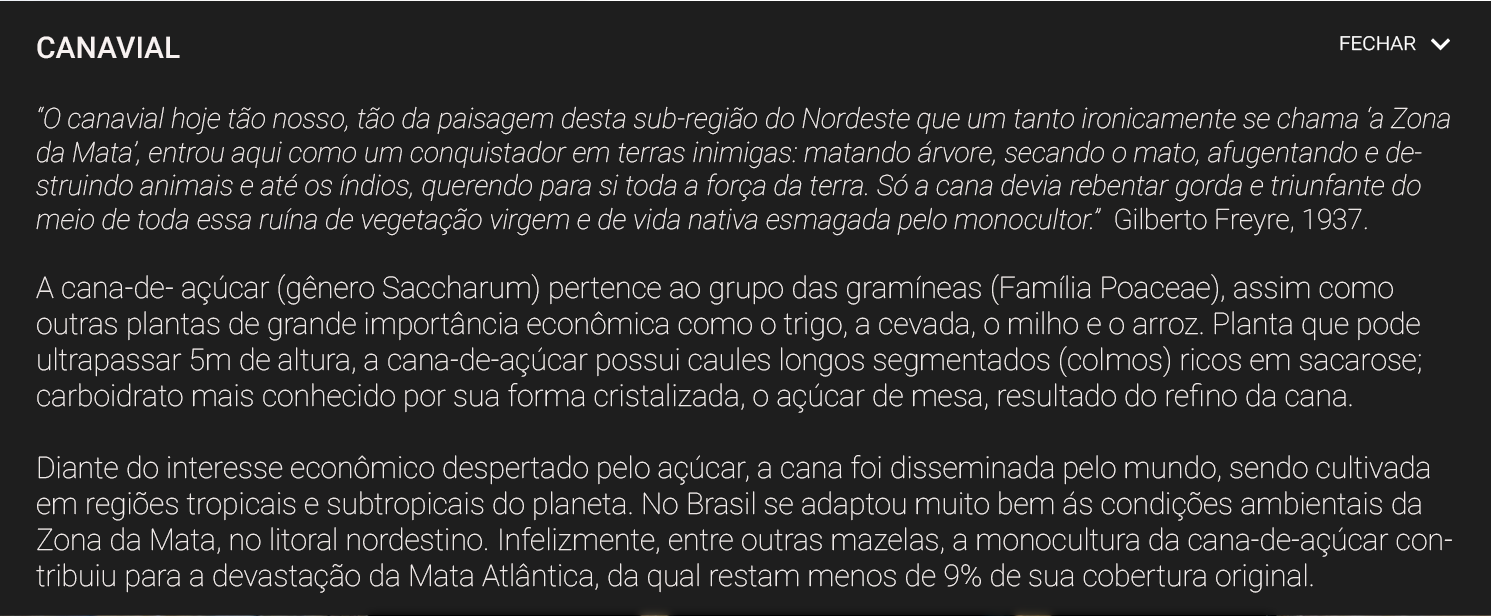 CANAVIAL
FECHAR
“O canavial hoje tão nosso, tão da paisagem desta sub-região do Nordeste que um tanto ironicamente se chama ‘a Zona
da Mata’, entrou aqui como um conquistador em terras inimigas: matando árvore, secando o mato, afugentando e de-
struindo animais e até os índios, querendo para si toda a força da terra. Só a cana devia rebentar gorda e triunfante do
meio de toda essa ruína de vegetação virgem e de vida nativa esmagada pelo monocultor.” Gilberto Freyre, 1937.
A cana-de- açúcar (gênero Saccharum) pertence ao grupo das gramíneas (Família Poaceae), assim como
outras plantas de grande importância econômica como o trigo, a cevada, o milho e o arroz. Planta que pode
ultrapassar 5m de altura, a cana-de-açúcar possui caules longos segmentados (colmos) ricos em sacarose;
carboidrato mais conhecido por sua forma cristalizada, o açúcar de mesa, resultado do refino da cana.
Diante do interesse econômico despertado pelo açúcar, a cana foi disseminada pelo mundo, sendo cultivada
em regiões tropicais e subtropicais do planeta. No Brasil se adaptou muito bem ás condições ambientais da
Zona da Mata, no litoral nordestino. Infelizmente, entre outras mazelas, a monocultura da cana-de-açúcar con-
tribuiu para a devastação da Mata Atlântica, da qual restam menos de 9% de sua cobertura original.